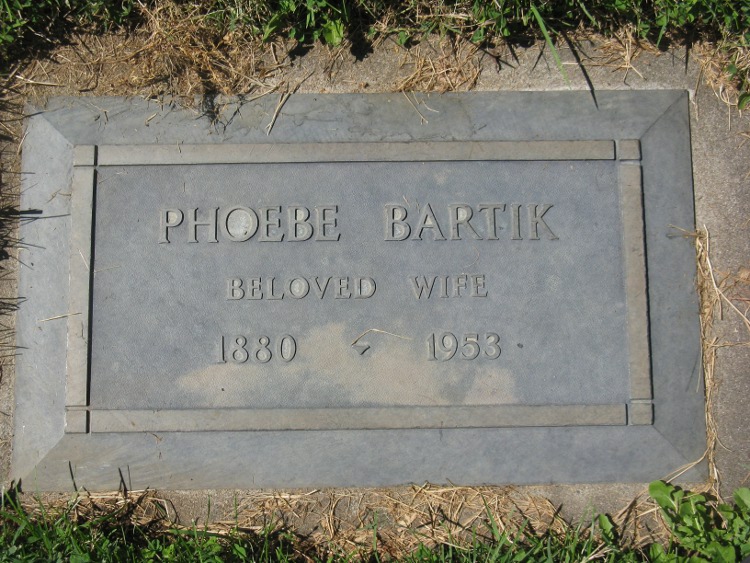 PHOEBE BARTIK
BELOVED WIFE
1880 - 1953